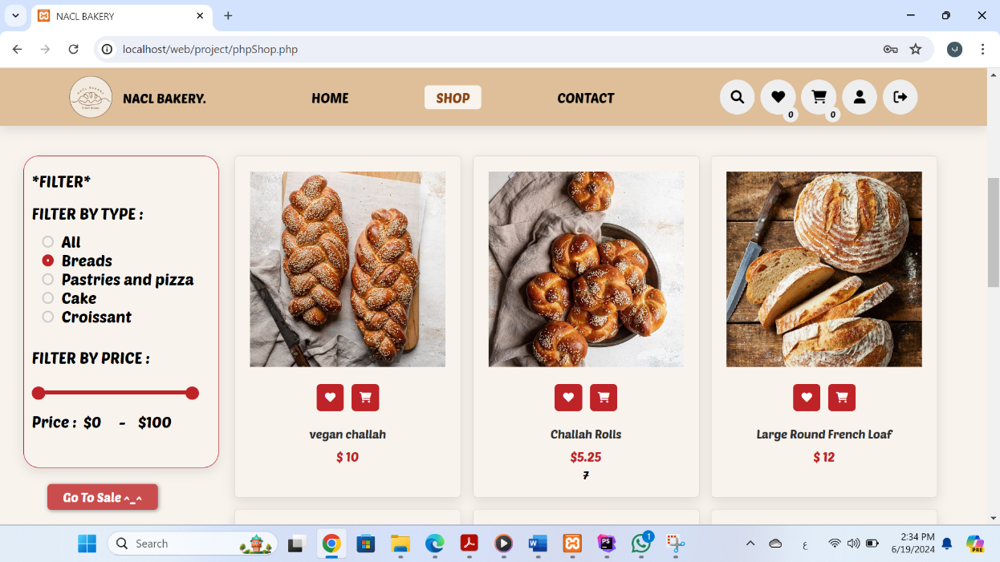 NACL BAKERY
localhost/web/project/phpShop.php
NACL BAKERY.
HOME
SHOP
CONTACT
0
0
*FILTER*
FILTER BY TYPE :
All
Breads
Pastries and pizza
Cake
Croissant
FILTER BY PRICE :
Price : $0 - $100
Go To Sale ^_^
vegan challah
$ 10
Challah Rolls
$5.25
7
Large Round French Loaf
$ 12
Search
W
PS
1
ع
2:34 PM
6/19/2024
PRE